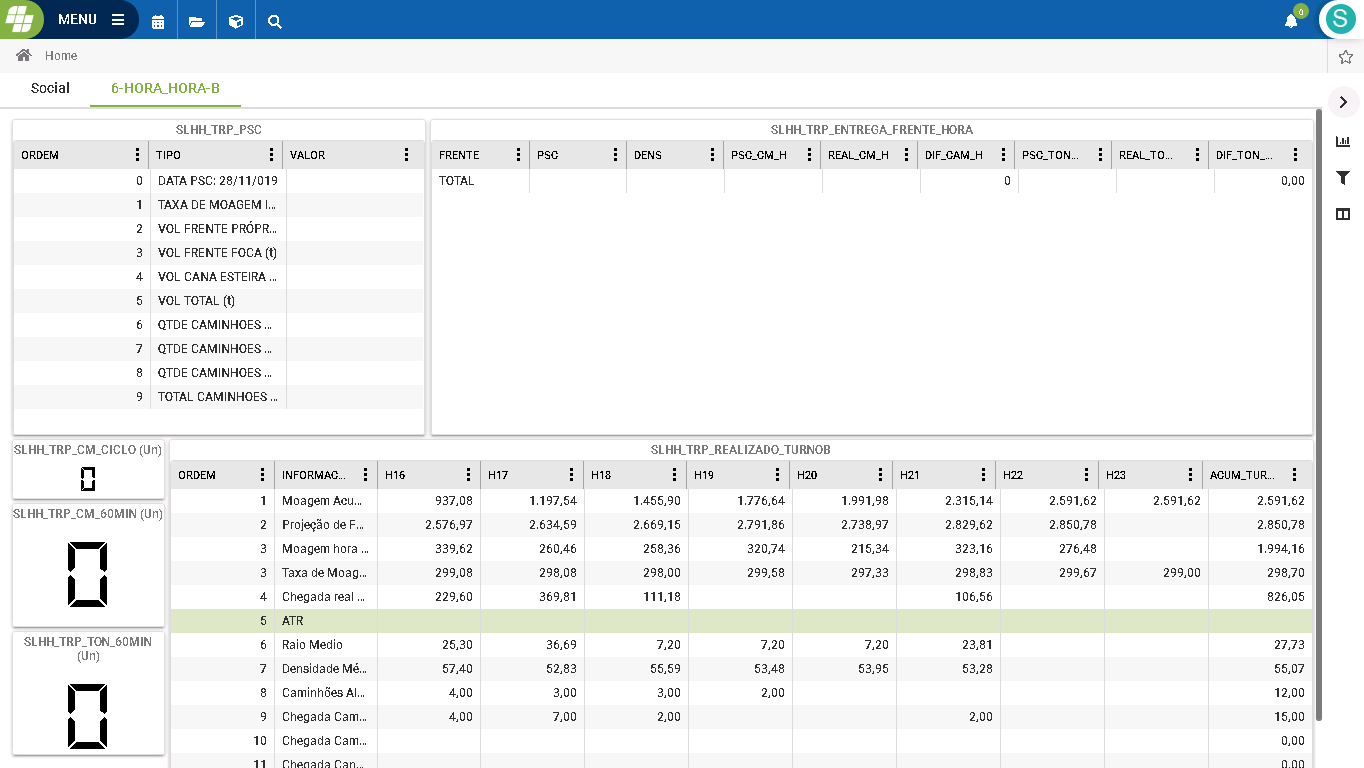 MENU
0
S
Home
Social 6-HORA_HORA-B
SLHH_TRP_PSC
ORDEM TIPO VALOR
0 DATA PSC: 28/11/019
1 TAXA DE MOAGEM I...
2 VOL FRENTE PRÓPR...
3 VOL FRENTE FOCA (t)
4 VOL CANA ESTEIRA ...
5 VOL TOTAL (t)
6 QTDE CAMINHOES ...
7 QTDE CAMINHOES ...
8 QTDE CAMINHOES ...
9 TOTAL CAMINHOES ...
SLHH_TRP_ENTREGA_FRENTE_HORA
FRENTE PSC DENS PSC_CM_H REAL_CM_H DIF_CAM_H PSC_TON... REAL_TO... DIF_TON_...
TOTAL 0 0,00
SLHH_TRP_CM_CICLO (Un)
0
SLHH_TRP_CM_60MIN (Un)
0
SLHH_TRP_TON_60MIN
(Un)
0
SLHH_TRP_REALIZADO_TURNOB
ORDEM INFORMAC... H16 H17 H18 H19 H20 H21 H22 H23 ACUM_TUR...
1 Moagem Acu... 937,08 1.197,54 1.455,90 1.776,64 1.991,98 2.315,14 2.591,62 2.591,62 2.591,62
2 Projeção de F... 2.576,97 2.634,59 2.669,15 2.791,86 2.738,97 2.829,62 2.850,78 2.850,78
3 Moagem hora ... 339,62 260,46 258,36 320,74 215,34 323,16 276,48 1.994,16
3 Taxa de Moag... 299,08 298,08 298,00 299,58 297,33 298,83 299,67 299,00 298,70
4 Chegada real ... 229,60 369,81 111,18 106,56 826,05
5 ATR
6 Raio Medio 25,30 36,69 7,20 7,20 7,20 23,81 27,73
7 Densidade Mé... 57,40 52,83 55,59 53,48 53,95 53,28 55,07
8 Caminhões Al... 4,00 3,00 3,00 2,00 12,00
9 Chegada Cam... 4,00 7,00 2,00 2,00 15,00
10 Chegada Cam... 0,00
11 Chegada Can... 0,00